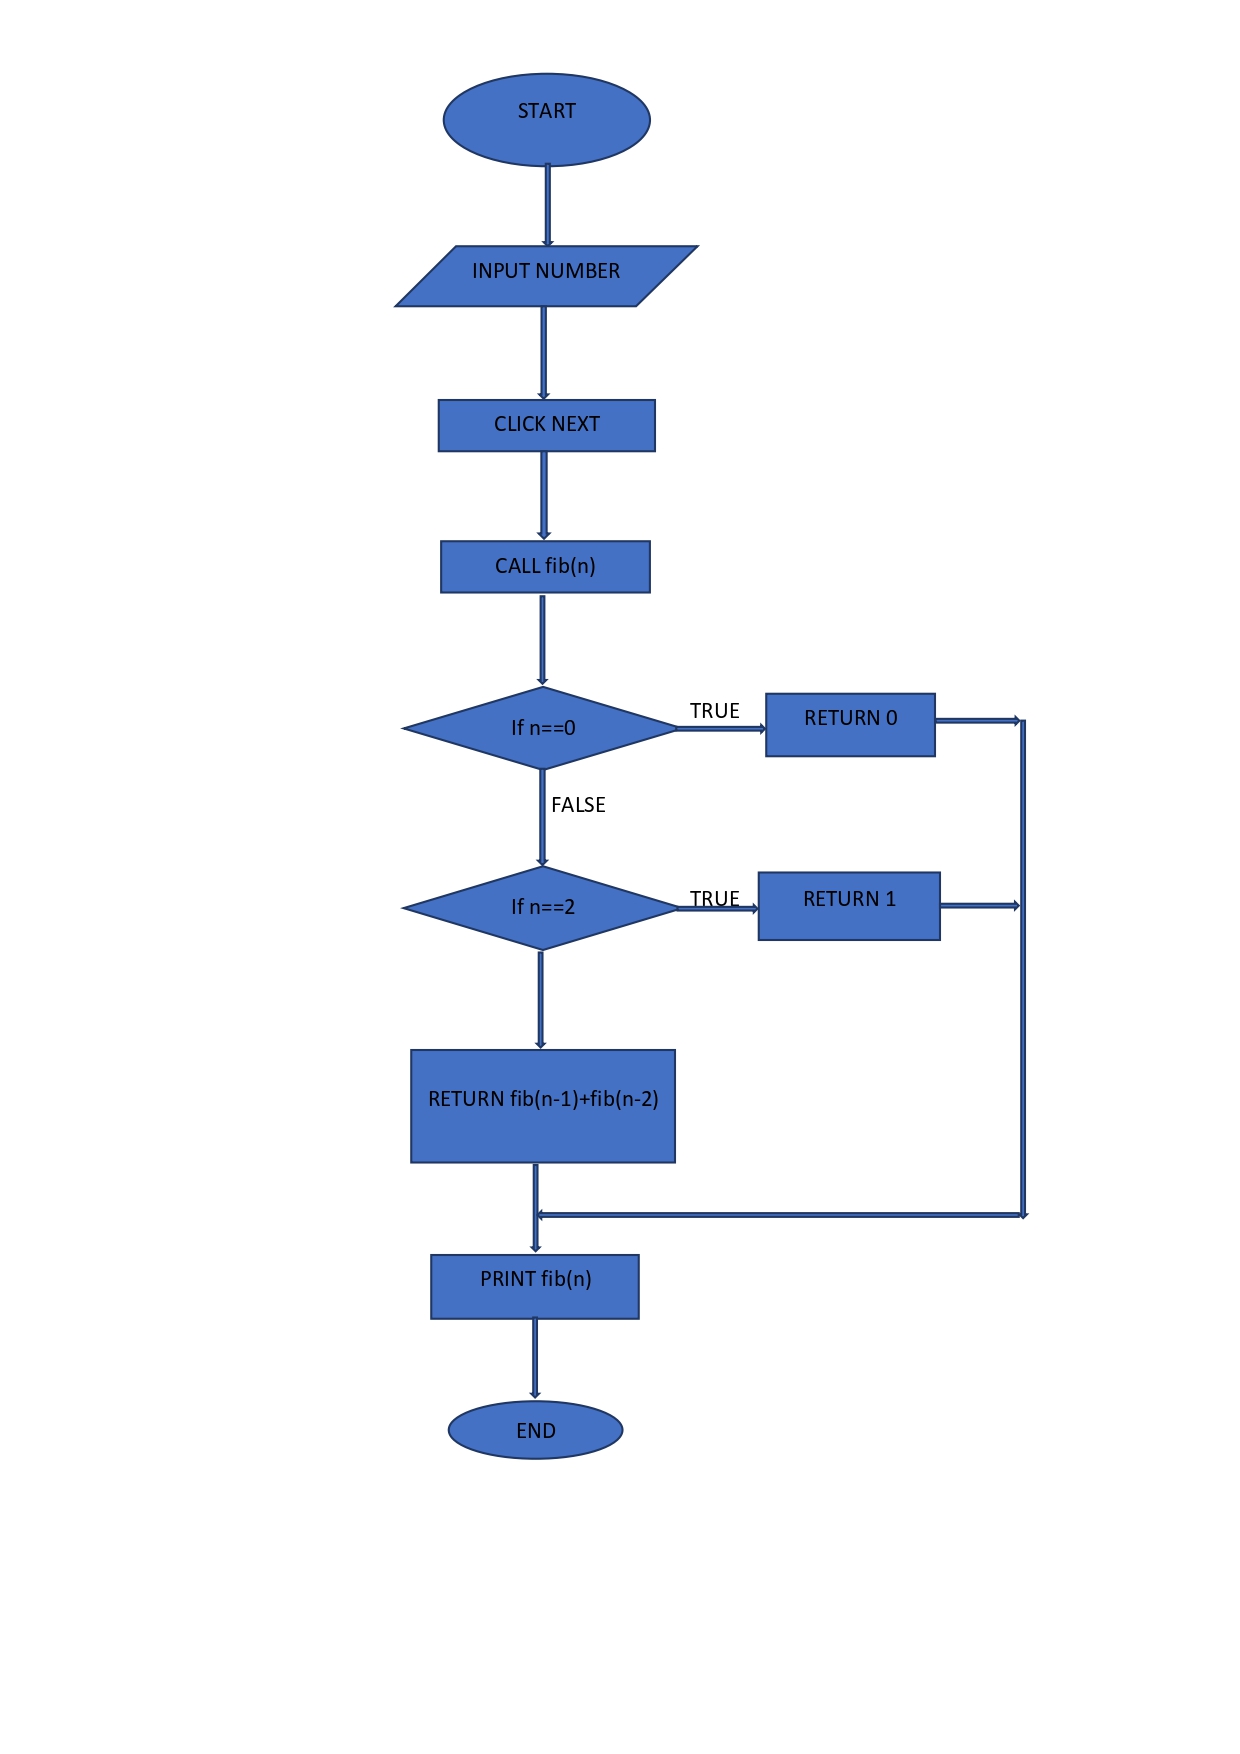 START
INPUT NUMBER
CLICK NEXT
CALL fib(n)
If n==0
TRUE
RETURN 0
FALSE
If n==2
TRUE
RETURN 1
RETURN fib(n-1)+fib(n-2)
PRINT fib(n)
END